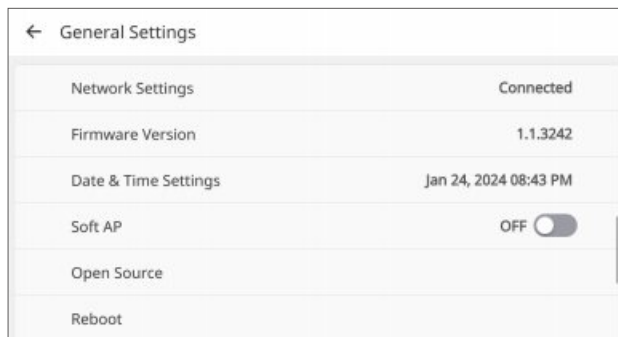 ← General Settings
Network Settings Connected
Firmware Version 1.1.3242
Date & Time Settings Jan 24, 2024 08:43 PM
Soft AP OFF
Open Source
Reboot